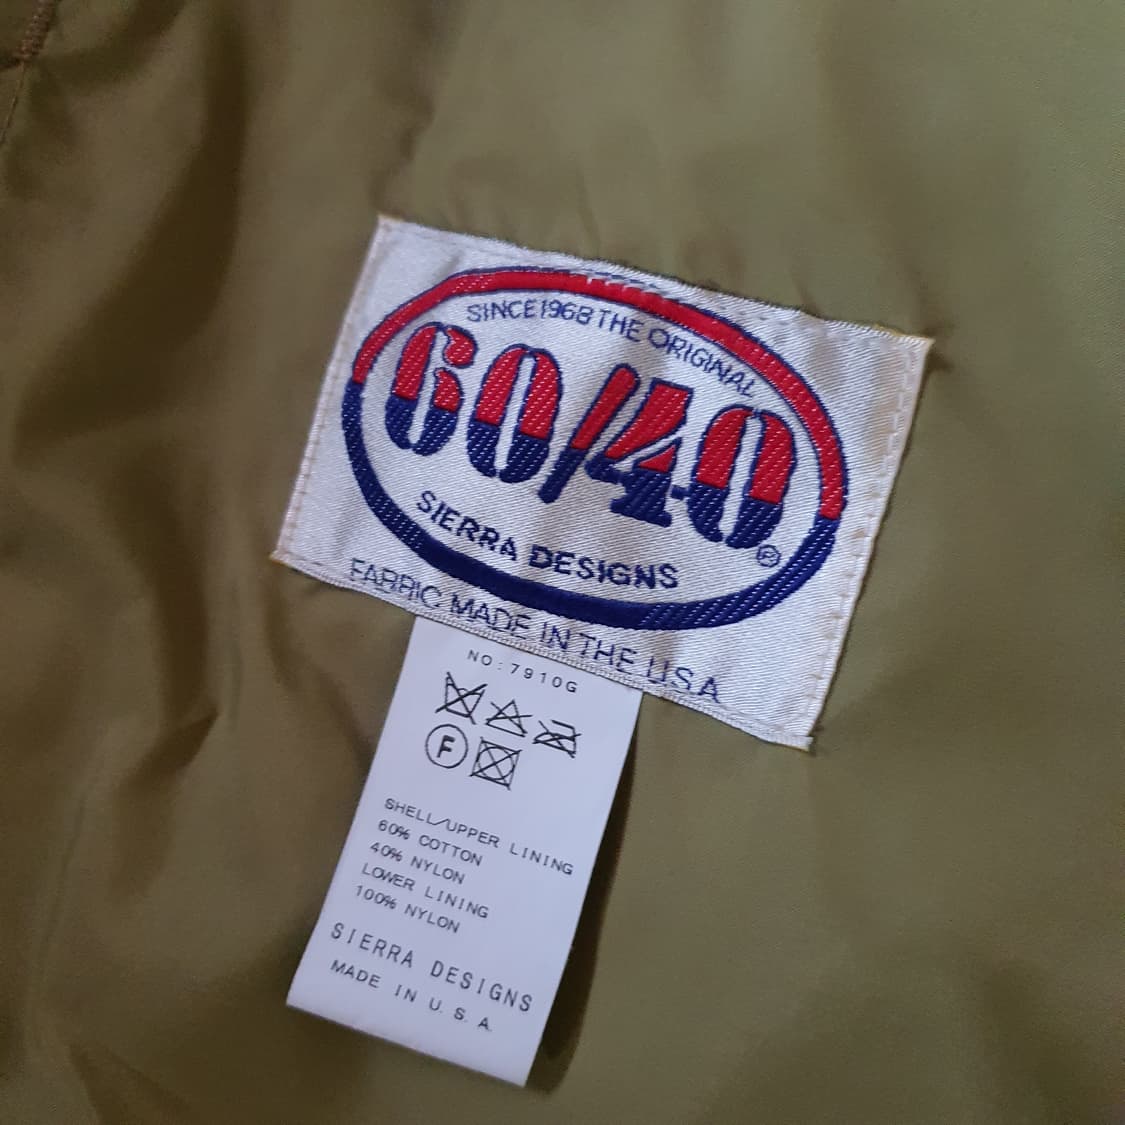 SINCE 1968 THE ORIGINAL
60/40®
SIERRA DESIGNS
FABRIC MADE IN THE U.S.A
NO:7910G
F
SHELL/UPPER LINING
60% COTTON
40% NYLON
LOWER LINING
100% NYLON
SIERRA DESIGNS
MADE IN U.S.A.